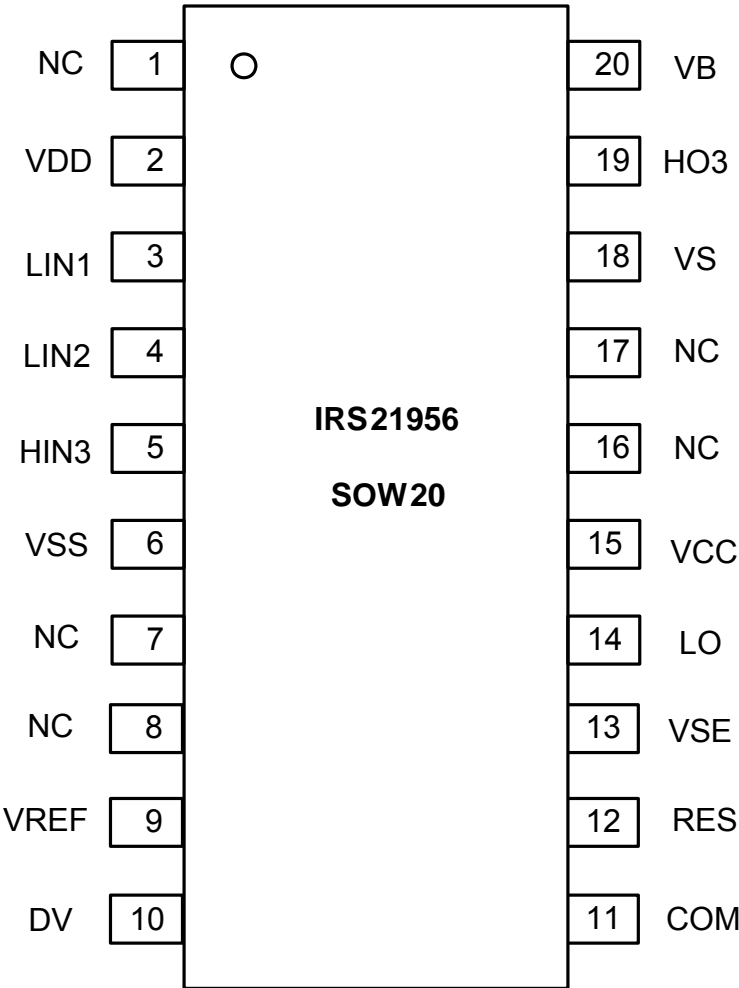 NC 1 20 VB
VDD 2 19 HO3
LIN1 3 18 VS
LIN2 4 17 NC
IRS21956
HIN3 5 16 NC
SOW20
VSS 6 15 VCC
NC 7 14 LO
NC 8 13 VSE
VREF 9 12 RES
DV 10 11 COM